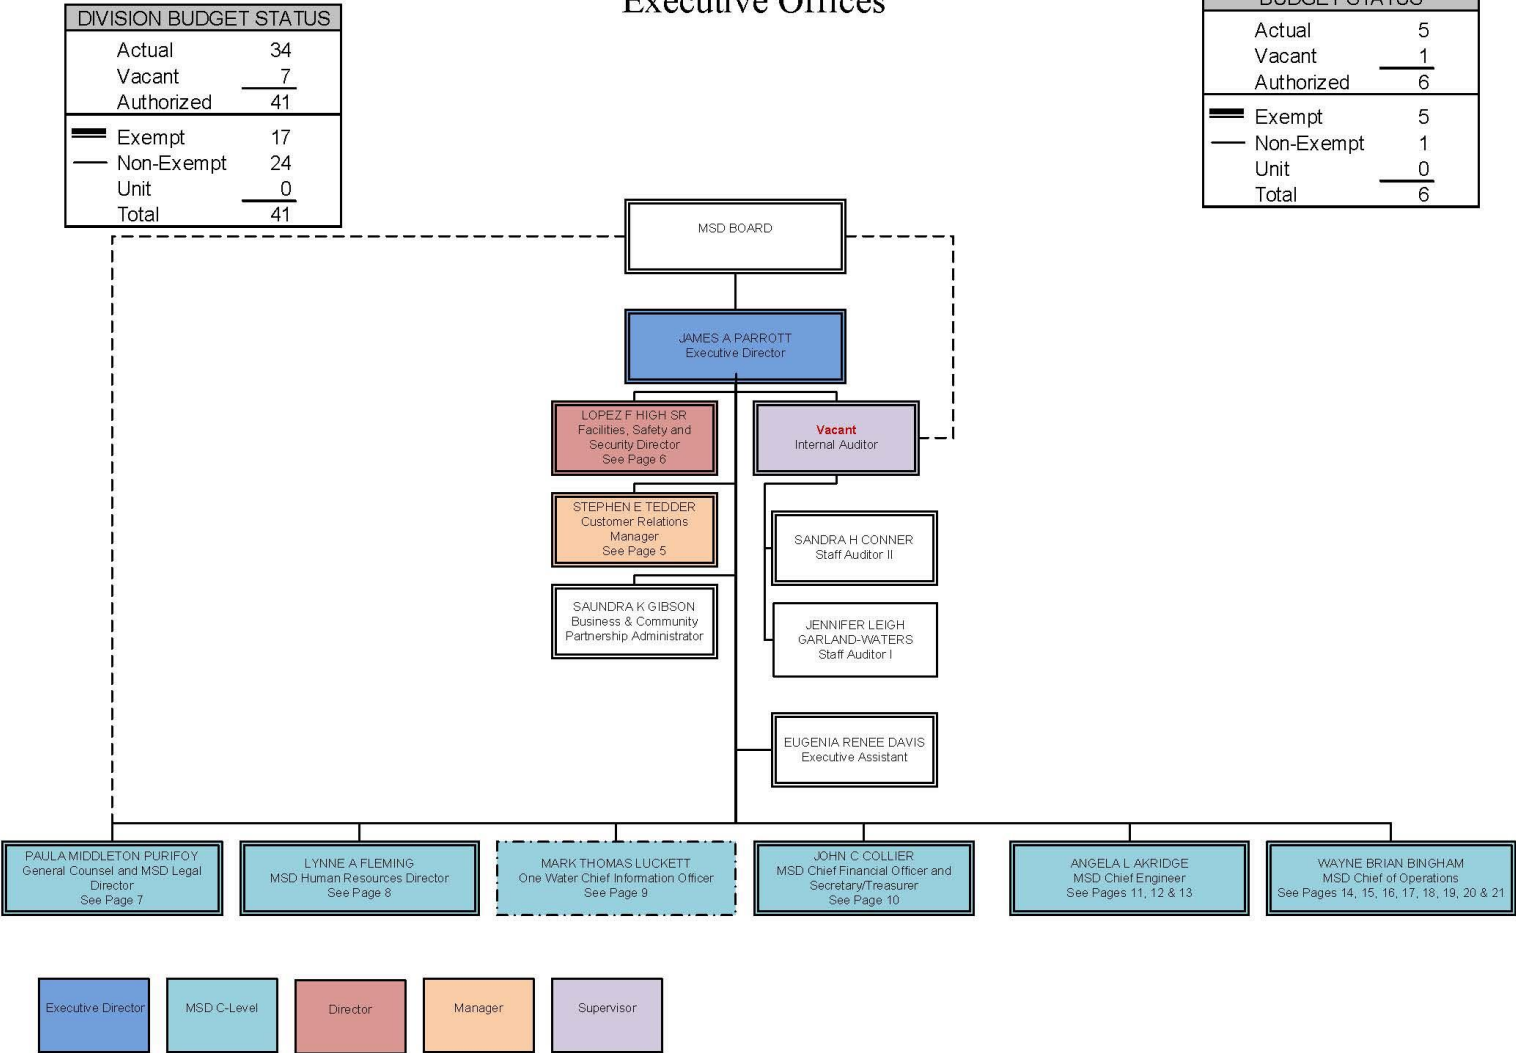 Executive Offices
DIVISION BUDGET STATUS
Actual 34
Vacant 7
Authorized 41
Exempt 17
Non-Exempt 24
Unit 0
Total 41
BUDGET STATUS
Actual 5
Vacant 1
Authorized 6
Exempt 5
Non-Exempt 1
Unit 0
Total 6
MSD BOARD
JAMES A PARROTT
Executive Director
LOPEZ F HIGH SR
Facilities, Safety and
Security Director
See Page 6
Vacant
Internal Auditor
STEPHEN E TEDDER
Customer Relations
Manager
See Page 5
SANDRA H CONNER
Staff Auditor II
SAUNDRA K GIBSON
Business & Community
Partnership Administrator
JENNIFER LEIGH
GARLAND-WATERS
Staff Auditor I
EUGENIA RENEE DAVIS
Executive Assistant
PAULA MIDDLETON PURIFOY
General Counsel and MSD Legal
Director
See Page 7
LYNNE A FLEMING
MSD Human Resources Director
See Page 8
MARK THOMAS LUCKETT
One Water Chief Information Officer
See Page 9
JOHN C COLLIER
MSD Chief Financial Officer and
Secretary/Treasurer
See Page 10
ANGELA L AKRIDGE
MSD Chief Engineer
See Pages 11, 12 & 13
WAYNE BRIAN BINGHAM
MSD Chief of Operations
See Pages 14, 15, 16, 17, 18, 19, 20 & 21
Executive Director
MSD C-Level
Director
Manager
Supervisor